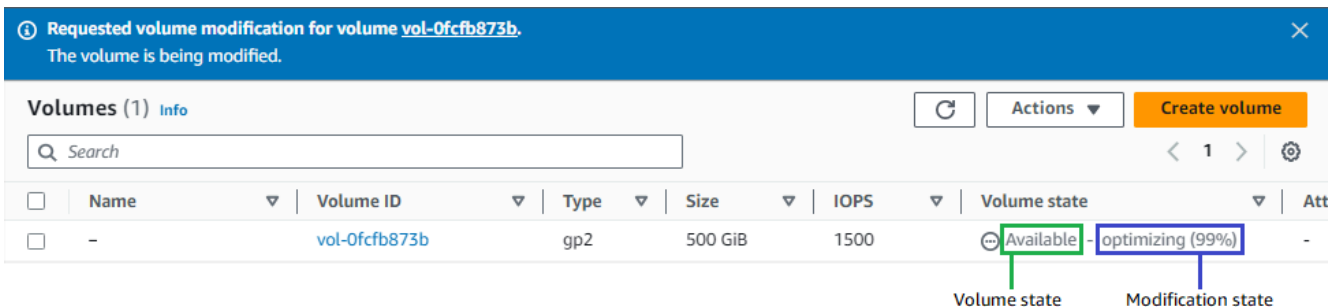 Requested volume modification for volume vol-0fcfb873b.
The volume is being modified.
Volumes (1) Info
Actions
Create volume
Search
1
Name Volume ID Type Size IOPS Volume state Att
– vol-0fcfb873b gp2 500 GiB 1500 Available - optimizing (99%) -
Volume state Modification state